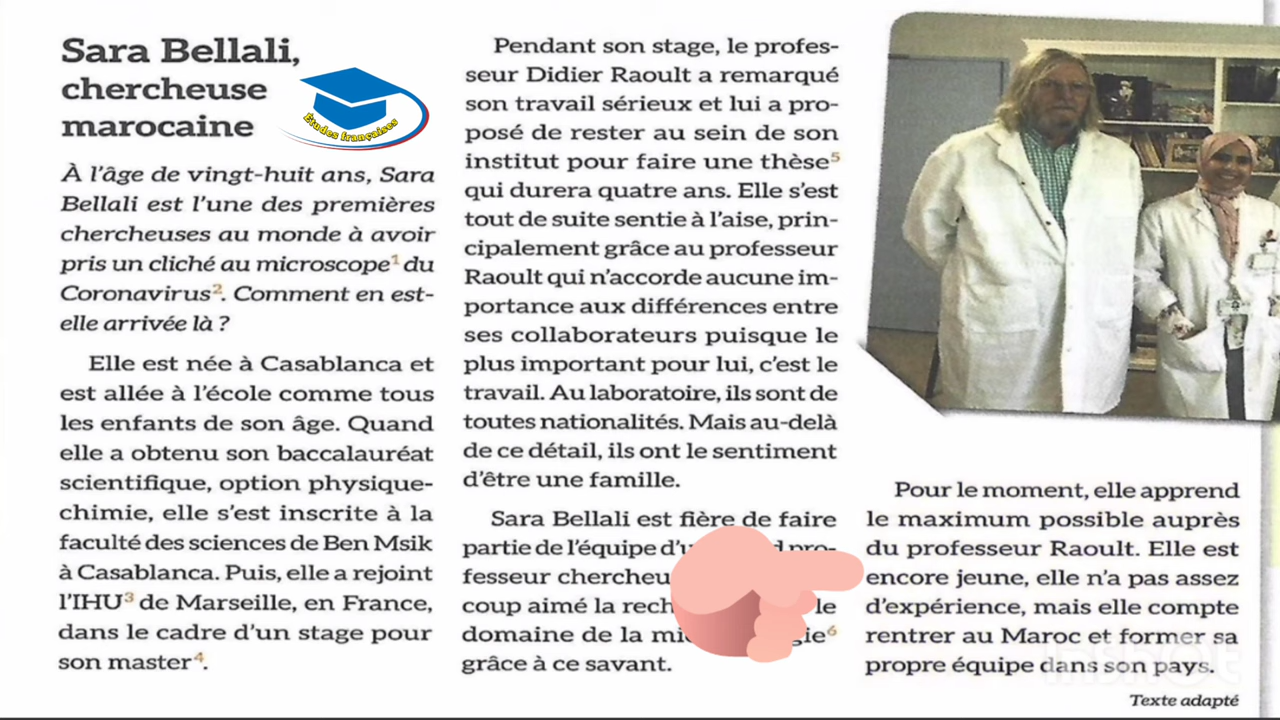 Sara Bellali,
chercheuse
marocaine
Études françaises
À l'âge de vingt-huit ans, Sara
Bellali est l'une des premières
chercheuses au monde à avoir
pris un cliché au microscope¹ du
Coronavirus². Comment en est-
elle arrivée là ?
Elle est née à Casablanca et
est allée à l'école comme tous
les enfants de son âge. Quand
elle a obtenu son baccalauréat
scientifique, option physique-
chimie, elle s'est inscrite à la
faculté des sciences de Ben Msik
à Casablanca. Puis, elle a rejoint
l'IHU³ de Marseille, en France,
dans le cadre d'un stage pour
son master⁴.
Pendant son stage, le profes-
seur Didier Raoult a remarqué
son travail sérieux et lui a pro-
posé de rester au sein de son
institut pour faire une thèse⁵
qui durera quatre ans. Elle s'est
tout de suite sentie à l'aise, prin-
cipalement grâce au professeur
Raoult qui n'accorde aucune im-
portance aux différences entre
ses collaborateurs puisque le
plus important pour lui, c'est le
travail. Au laboratoire, ils sont de
toutes nationalités. Mais au-delà
de ce détail, ils ont le sentiment
d'être une famille.
Sara Bellali est fière de faire
partie de l'équipe pro-
fesseur
coup aimé la le
domaine de la
grâce à ce savant.
Pour le moment, elle apprend
le maximum possible auprès
du professeur Raoult. Elle est
encore jeune, elle n'a pas assez
d'expérience, mais elle compte
rentrer au Maroc et former sa
propre équipe dans son pays.
Texte adapté
InShot